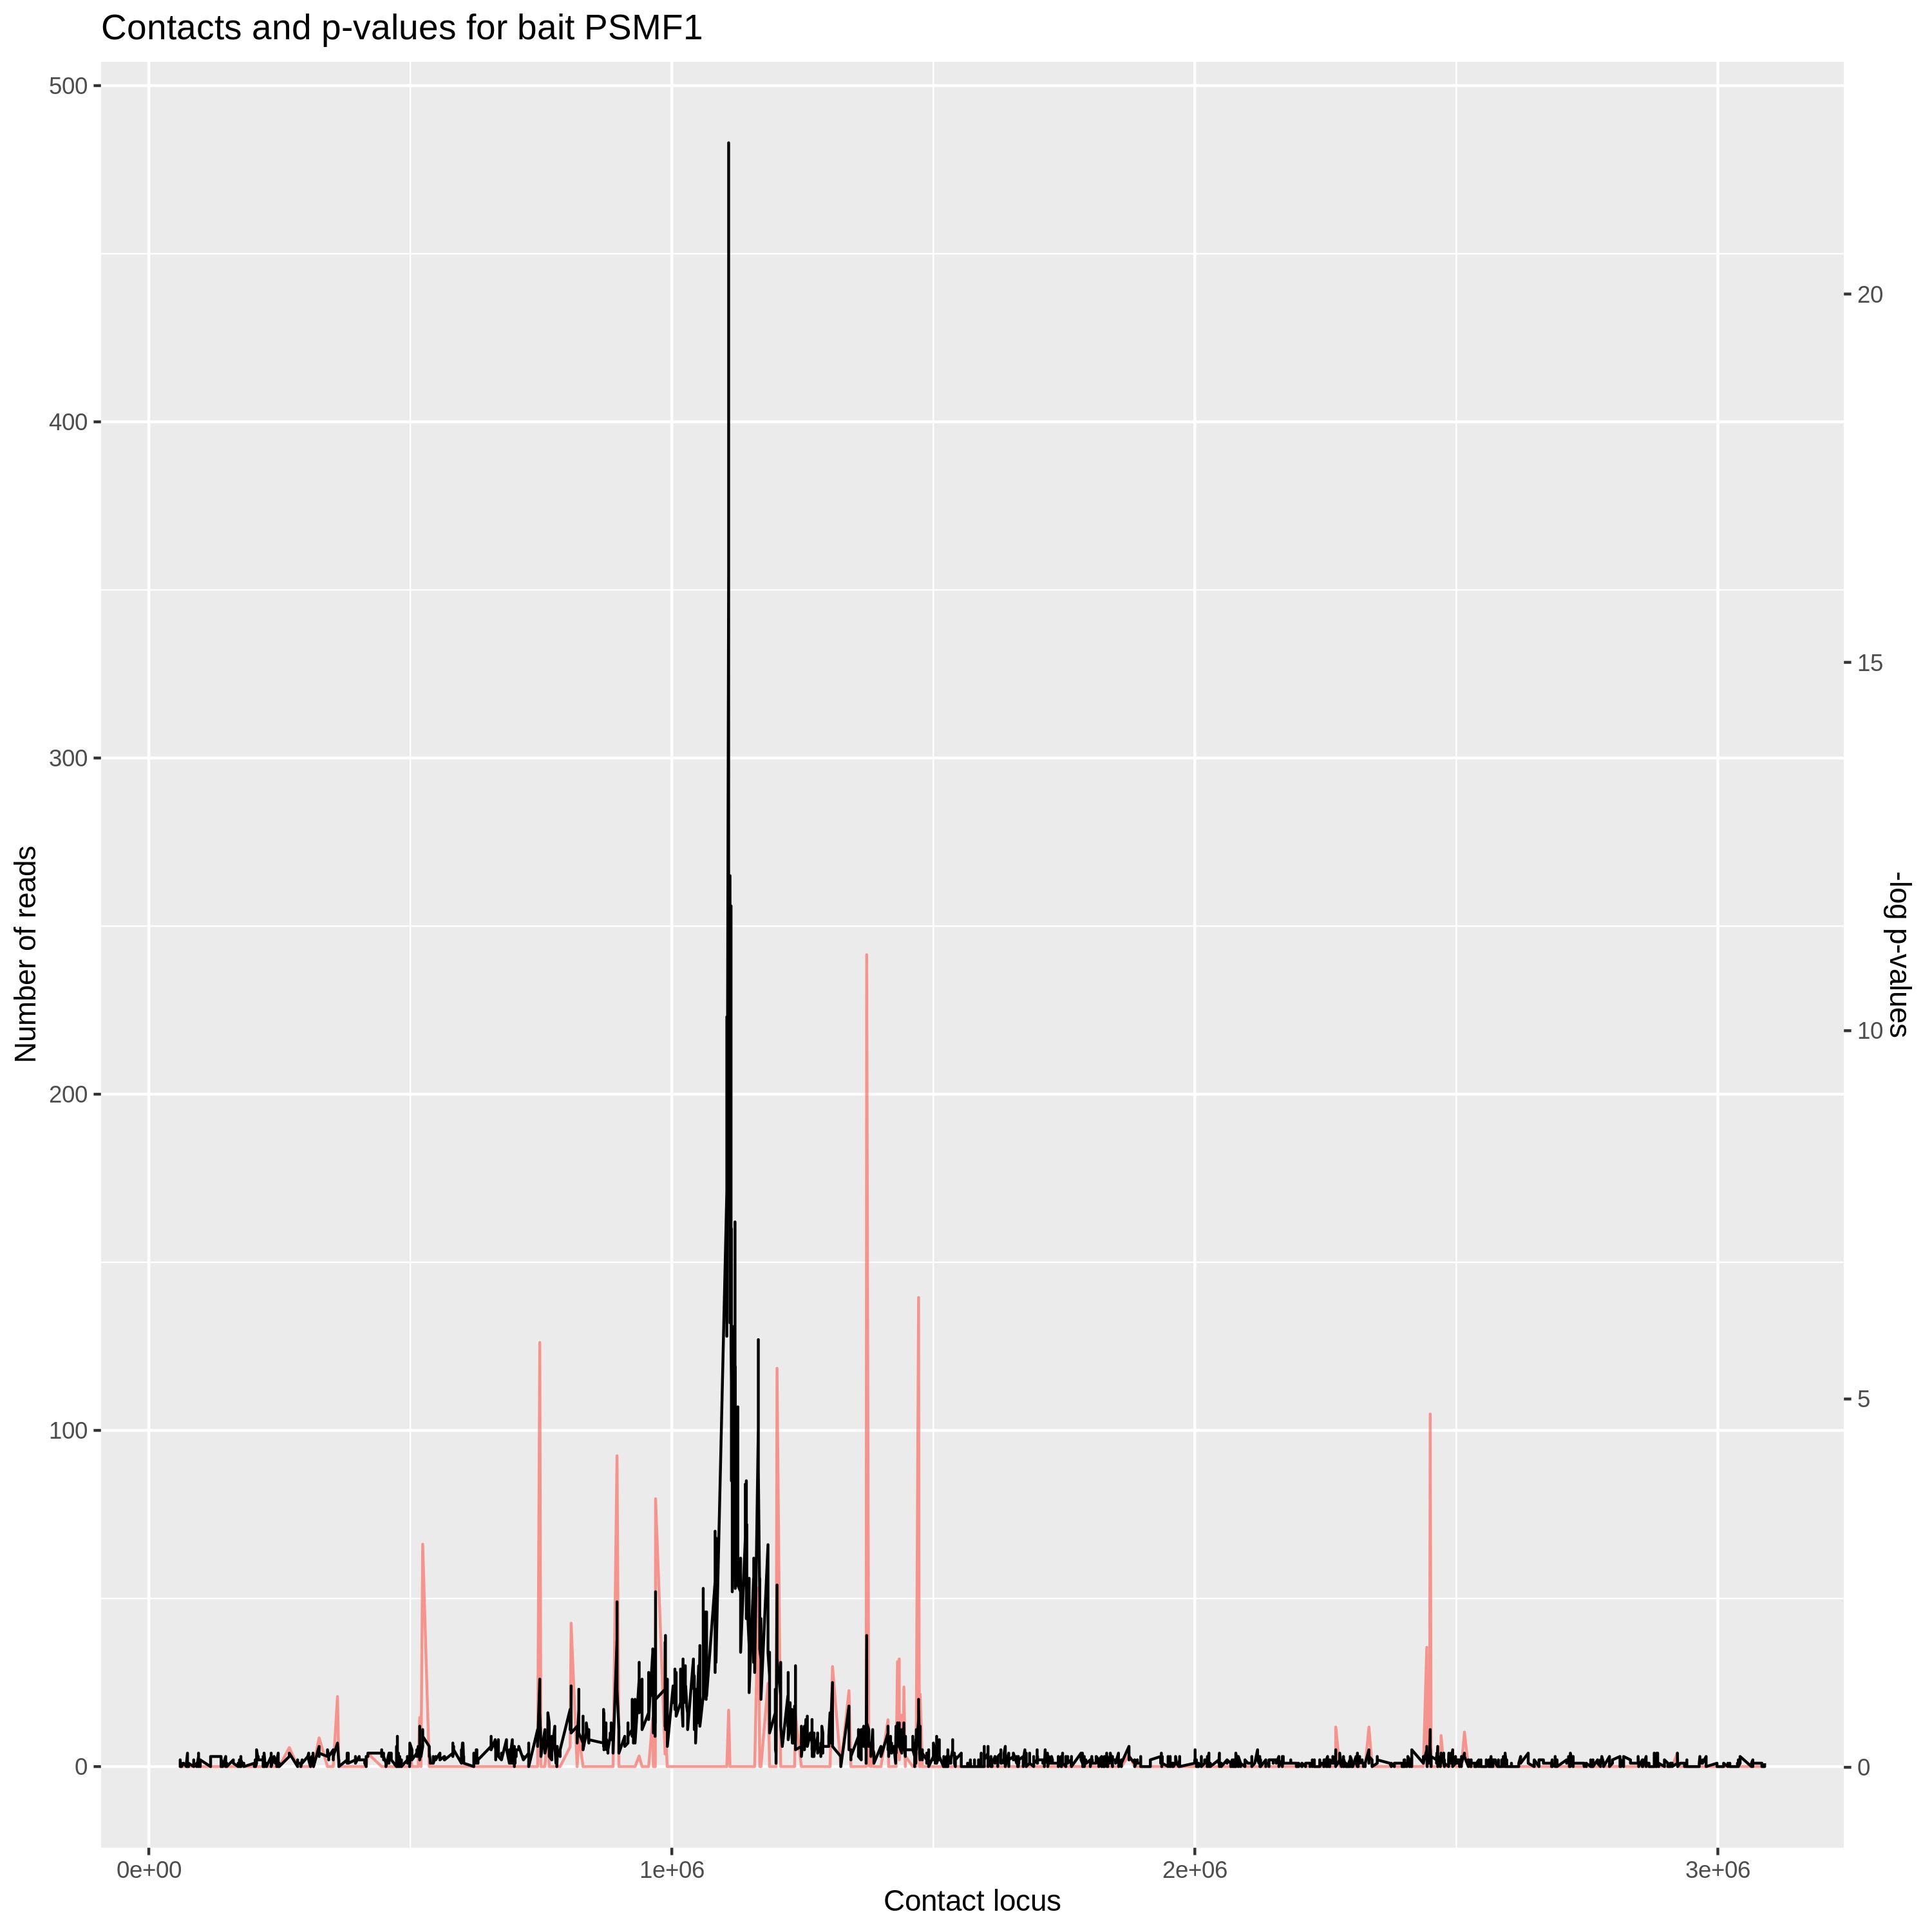 Contacts and p-values for bait PSMF1
500
400
300
200
100
0
Number of reads
20
15
10
5
0
-log p-values
0e+00
1e+06
2e+06
3e+06
Contact locus